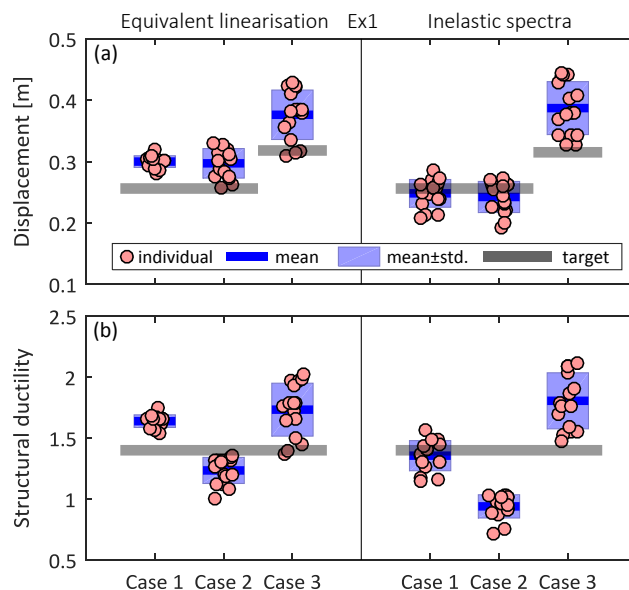 Equivalent linearisation Ex1 Inelastic spectra
0.5
(a)
0.4
0.3
0.2
0.1
Displacement [m]
individual mean mean±std. target
2.5
(b)
2
1.5
1
0.5
Structural ductility
Case 1 Case 2 Case 3 Case 1 Case 2 Case 3